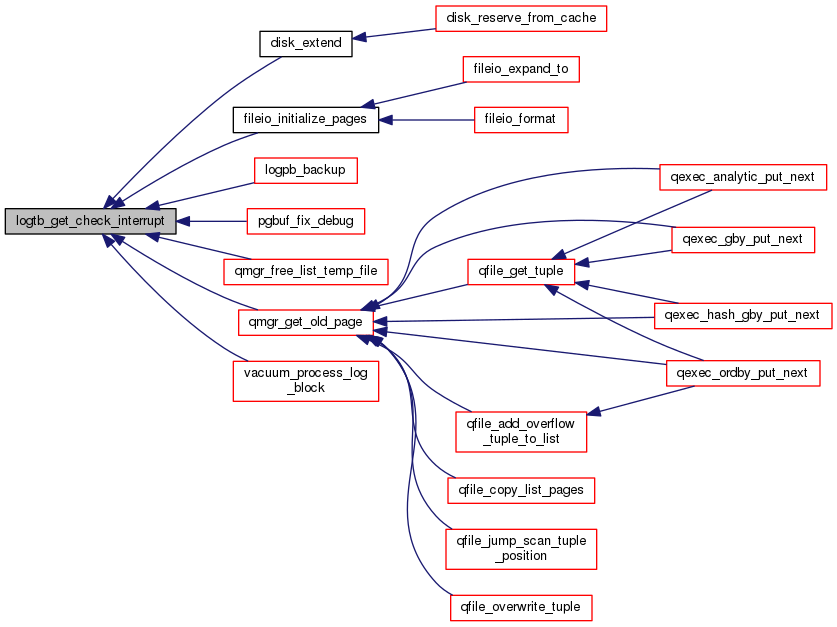 disk_reserve_from_cache
disk_extend
fileio_expand_to
fileio_initialize_pages
fileio_format
logpb_backup
qexec_analytic_put_next
logtb_get_check_interrupt
pgbuf_fix_debug
qexec_gby_put_next
qmgr_free_list_temp_file
qfile_get_tuple
qmgr_get_old_page
qexec_hash_gby_put_next
vacuum_process_log
_block
qexec_ordby_put_next
qfile_add_overflow
_tuple_to_list
qfile_copy_list_pages
qfile_jump_scan_tuple
_position
qfile_overwrite_tuple